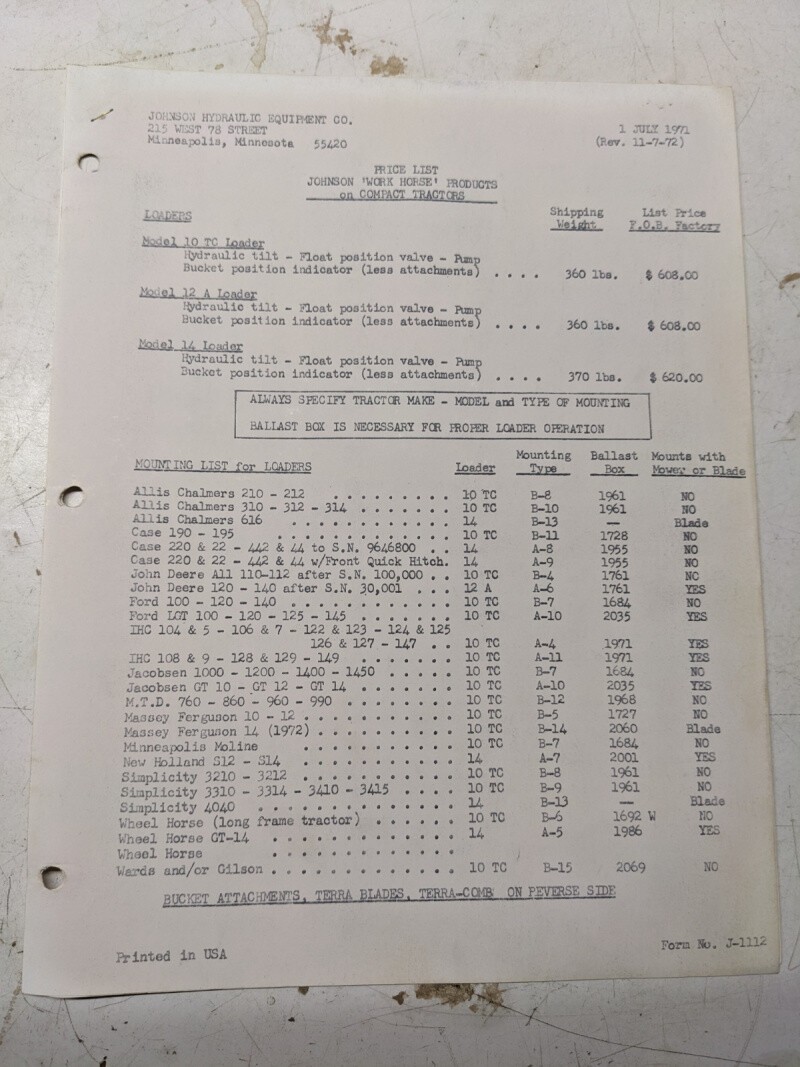 JOHNSON HYDRAULIC EQUIPMENT CO.
215 WEST 78 STREET
Minneapolis, Minnesota 55420
1 JULY 1971
(Rev. 11-7-72)
PRICE LIST
JOHNSON 'WORK HORSE' PRODUCTS
on COMPACT TRACTORS
LOADERS Shipping Weight List Price F.O.B. Factory
Model 10 TC Loader
Hydraulic tilt - Float position valve - Pump
Bucket position indicator (less attachments) . . . . 360 lbs. $ 608.00
Model 12 A Loader
Hydraulic tilt - Float position valve - Pump
Bucket position indicator (less attachments) . . . . 360 lbs. $ 608.00
Model 14 Loader
Hydraulic tilt - Float position valve - Pump
Bucket position indicator (less attachments) . . . . 370 lbs. $ 620.00
ALWAYS SPECIFY TRACTOR MAKE - MODEL and TYPE OF MOUNTING
BALLAST BOX IS NECESSARY FOR PROPER LOADER OPERATION
MOUNTING LIST for LOADERS Loader Mounting Type Ballast Box Mounts with Mower or Blade
Allis Chalmers 210 - 212 . . . . . . . . . 10 TC B-8 1961 NO
Allis Chalmers 310 - 312 - 314 . . . . . . . 10 TC B-10 1961 NO
Allis Chalmers 616 . . . . . . . . . . 14 B-13 — Blade
Case 190 - 195 . . . . . . . . . . . . 10 TC B-11 1728 NO
Case 220 & 22 - 442 & 44 to S.N. 9646800 . . 14 A-8 1955 NO
Case 220 & 22 - 442 & 44 w/Front Quick Hitch. 14 A-9 1955 NO
John Deere All 110-112 after S.N. 100,000 . . 10 TC B-4 1761 NO
John Deere 120 - 140 after S.N. 30,001 . . . 12 A A-6 1761 YES
Ford 100 - 120 - 140 . . . . . . . . . . . 10 TC B-7 1684 NO
Ford LGT 100 - 120 - 125 - 145 . . . . . . . 10 TC A-10 2035 YES
IHC 104 & 5 - 106 & 7 - 122 & 123 - 124 & 125
126 & 127 - 147 . . 10 TC A-4 1971 YES
IHC 108 & 9 - 128 & 129 - 149 . . . . . . . 10 TC A-11 1971 YES
Jacobsen 1000 - 1200 - 1400 - 1450 . . . . . 10 TC B-7 1684 NO
Jacobsen GT 10 - GT 12 - GT 14 . . . . . . . 10 TC A-10 2035 YES
M.T.D. 760 - 860 - 960 - 990 . . . . . . . . 10 TC B-12 1968 NO
Massey Ferguson 10 - 12 . . . . . . . . . . . 10 TC B-5 1727 NO
Massey Ferguson 14 (1972) . . . . . . . . . . 10 TC B-14 2060 Blade
Minneapolis Moline . . . . . . . . . . . 10 TC B-7 1684 NO
New Holland S12 - S14 . . . . . . . . . . . 14 A-7 2001 YES
Simplicity 3210 - 3212 . . . . . . . . . . . 10 TC B-8 1961 NO
Simplicity 3310 - 3314 - 3410 - 3415 . . . . 10 TC B-9 1961 NO
Simplicity 4040 . . . . . . . . . . . . . . 14 B-13 — Blade
Wheel Horse (long frame tractor) . . . . . . 10 TC B-6 1692 W NO
Wheel Horse GT-14 . . . . . . . . . . . . . 14 A-5 1986 YES
Wheel Horse . . . . . . . . . . . . .
Wards and/or Gilson . . . . . . . . . . . . . 10 TC B-15 2069 NO
BUCKET ATTACHMENTS, TERRA BLADES, TERRA-COMB ON REVERSE SIDE
Printed in USA
Form No. J-1112